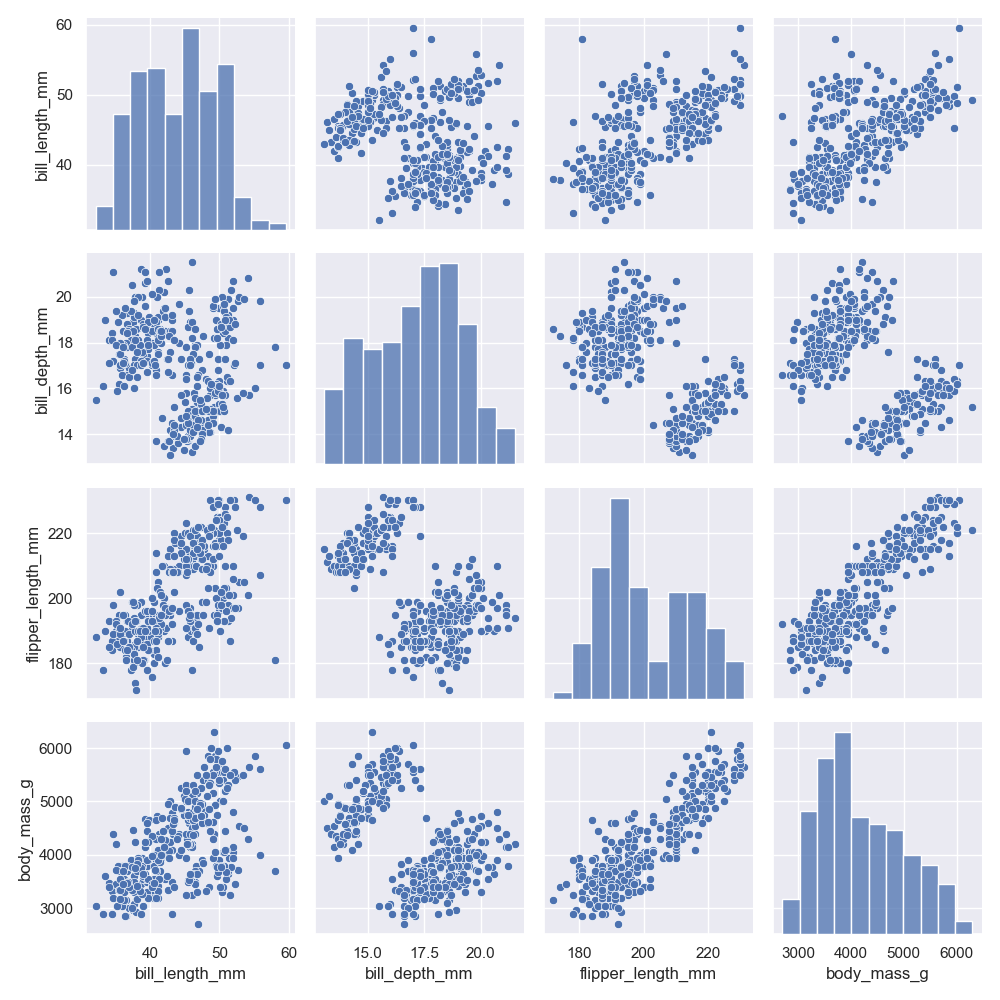 60
50
40
bill_length_mm
20
18
16
14
bill_depth_mm
220
200
180
flipper_length_mm
6000
5000
4000
3000
body_mass_g
40 60
bill_length_mm
15.0 17.5 20.0
bill_depth_mm
180 200 220
flipper_length_mm
3000 4000 5000 6000
body_mass_g